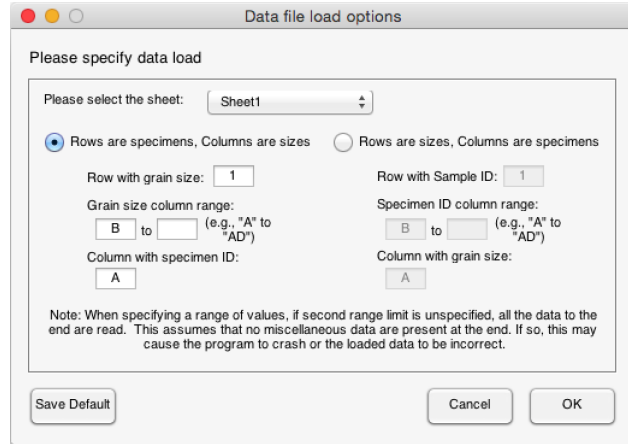 Data file load options
Please specify data load
Please select the sheet: Sheet1
Rows are specimens, Columns are sizes Rows are sizes, Columns are specimens
Row with grain size: 1 Row with Sample ID: 1
Grain size column range: Specimen ID column range:
B to (e.g., "A" to "AD") B to (e.g., "A" to "AD")
Column with specimen ID: Column with grain size:
A A
Note: When specifying a range of values, if second range limit is unspecified, all the data to the
end are read. This assumes that no miscellaneous data are present at the end. If so, this may
cause the program to crash or the loaded data to be incorrect.
Save Default Cancel OK